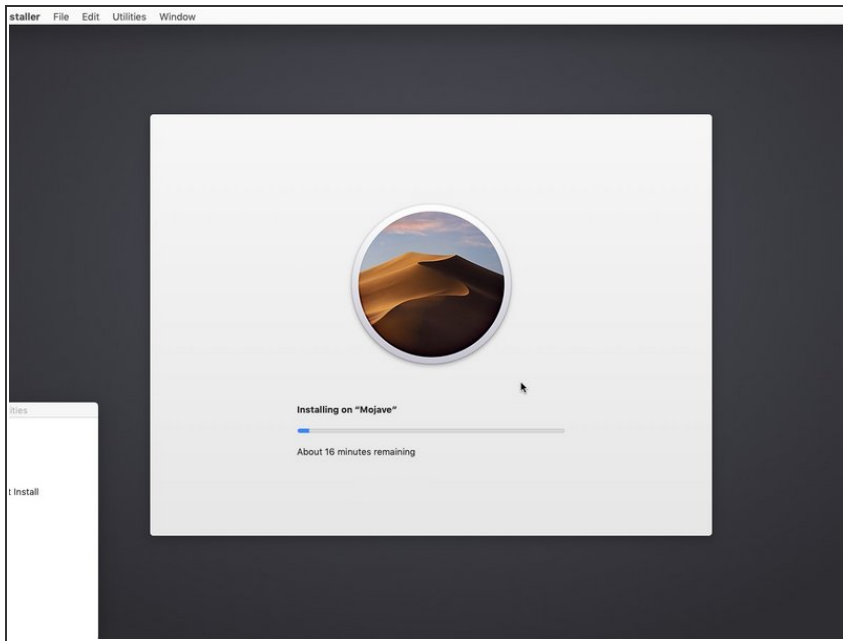 staller File Edit Utilities Window
ities
t Install
Installing on “Mojave”
About 16 minutes remaining